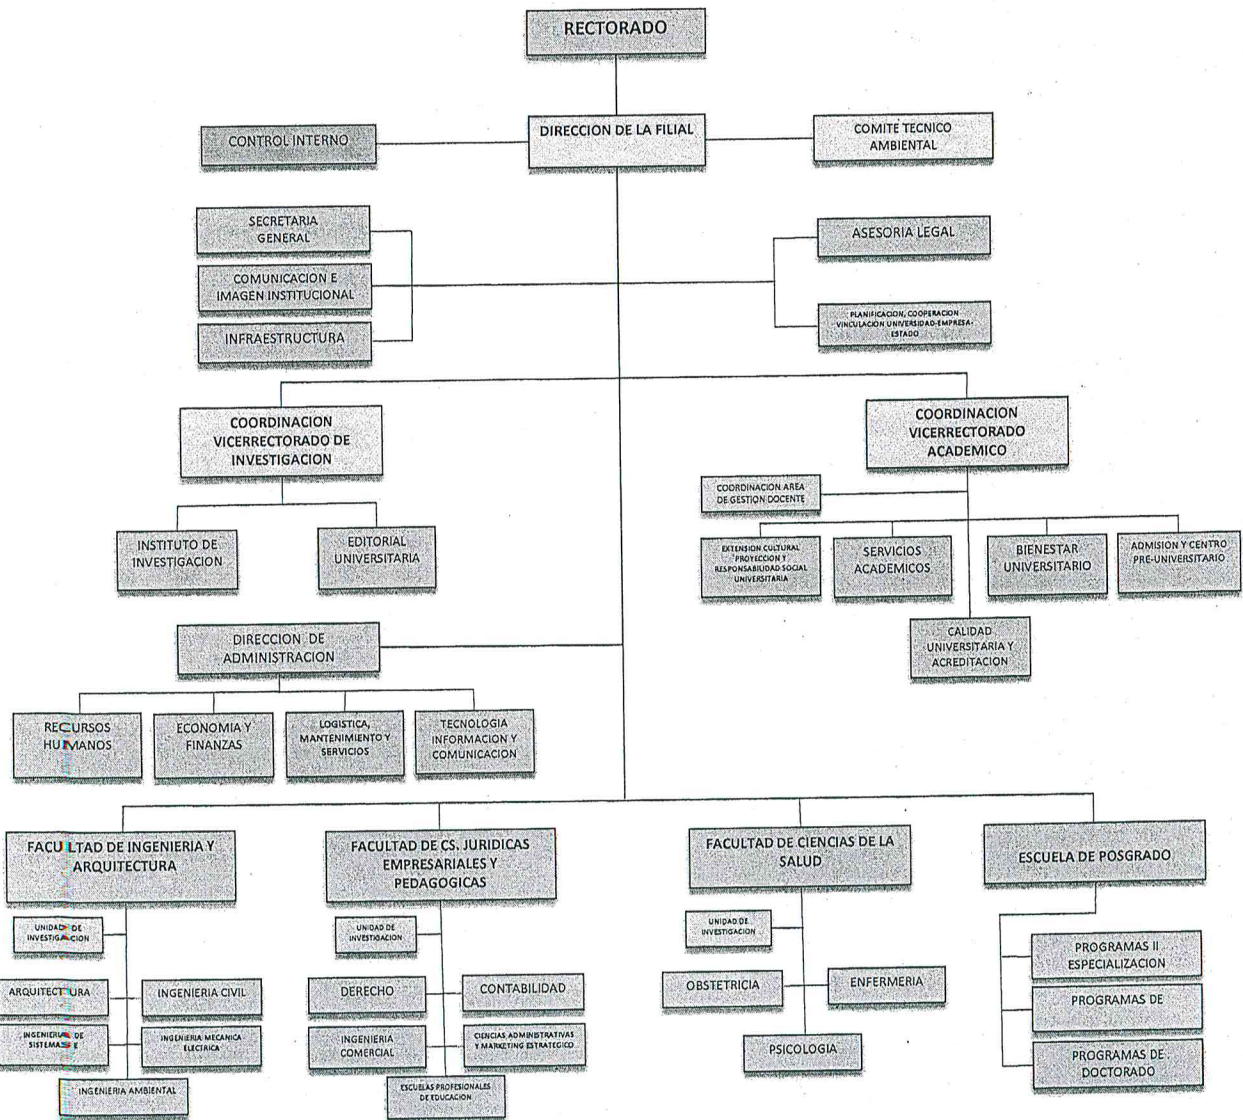 RECTORADO
DIRECCION DE LA FILIAL
CONTROL INTERNO
COMITE TECNICO
AMBIENTAL
SECRETARIA
GENERAL
COMUNICACION E
IMAGEN INSTITUCIONAL
INFRAESTRUCTURA
ASESORIA LEGAL
PLANIFICACION, COOPERACION
VINCULACION UNIVERSIDAD-EMPRESA-
ESTADO
COORDINACION
VICERRECTORADO DE
INVESTIGACION
COORDINACION
VICERRECTORADO
ACADEMICO
COORDINACION AREA
DE GESTION DOCENTE
INSTITUTO DE
INVESTIGACION
EDITORIAL
UNIVERSITARIA
EXTENSION CULTURAL
PROYECCION Y
RESPONSABILIDAD SOCIAL
UNIVERSITARIA
SERVICIOS
ACADEMICOS
BIENESTAR
UNIVERSITARIO
ADMISION Y CENTRO
PRE-UNIVERSITARIO
CALIDAD
UNIVERSITARIA Y
ACREDITACION
DIRECCION DE
ADMINISTRACION
RECURSOS
HUMANOS
ECONOMIA Y
FINANZAS
LOGISTICA,
MANTENIMIENTO Y
SERVICIOS
TECNOLOGIA
INFORMACION Y
COMUNICACION
FACULTAD DE INGENIERIA Y
ARQUITECTURA
FACULTAD DE CS. JURIDICAS
EMPRESARIALES Y
PEDAGOGICAS
FACULTAD DE CIENCIAS DE LA
SALUD
ESCUELA DE POSGRADO
UNIDAD DE
INVESTIGACION
ARQUITECTURA
INGENIERIA CIVIL
INGENIERIA DE
SISTEMAS E
INGENIERIA MECANICA
ELECTRICA
INGENIERIA AMBIENTAL
UNIDAD DE
INVESTIGACION
DERECHO
CONTABILIDAD
INGENIERIA
COMERCIAL
CIENCIAS ADMINISTRATIVAS
Y MARKETING ESTRATEGICO
ESCUELAS PROFESIONALES
DE EDUCACION
UNIDAD DE
INVESTIGACION
OBSTETRICIA
ENFERMERIA
PSICOLOGIA
PROGRAMAS II
ESPECIALIZACION
PROGRAMAS DE
PROGRAMAS DE
DOCTORADO